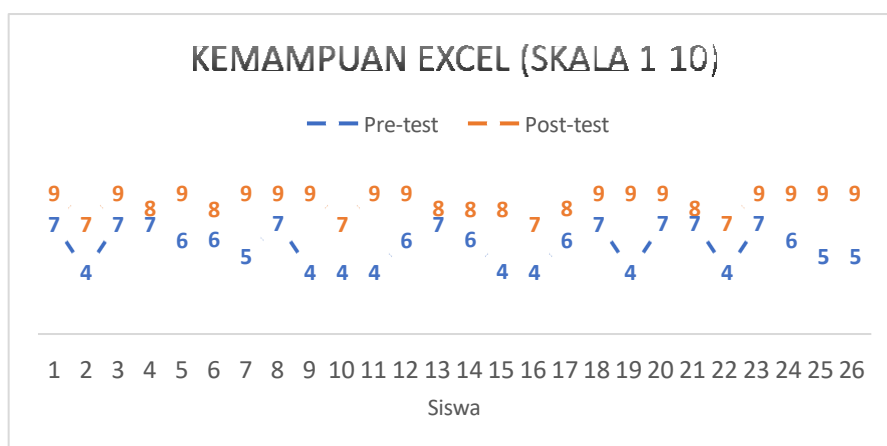 KEMAMPUAN EXCEL (SKALA 1 10)
Pre-test Post-test
9 7 9 8 9 8 9 9 9 7 9 9 8 8 8 7 8 9 9 9 8 7 9 9 9 9
7 4 7 7 6 6 5 7 4 4 4 6 7 6 4 4 6 7 4 7 7 4 7 6 5 5
1 2 3 4 5 6 7 8 9 10 11 12 13 14 15 16 17 18 19 20 21 22 23 24 25 26
Siswa